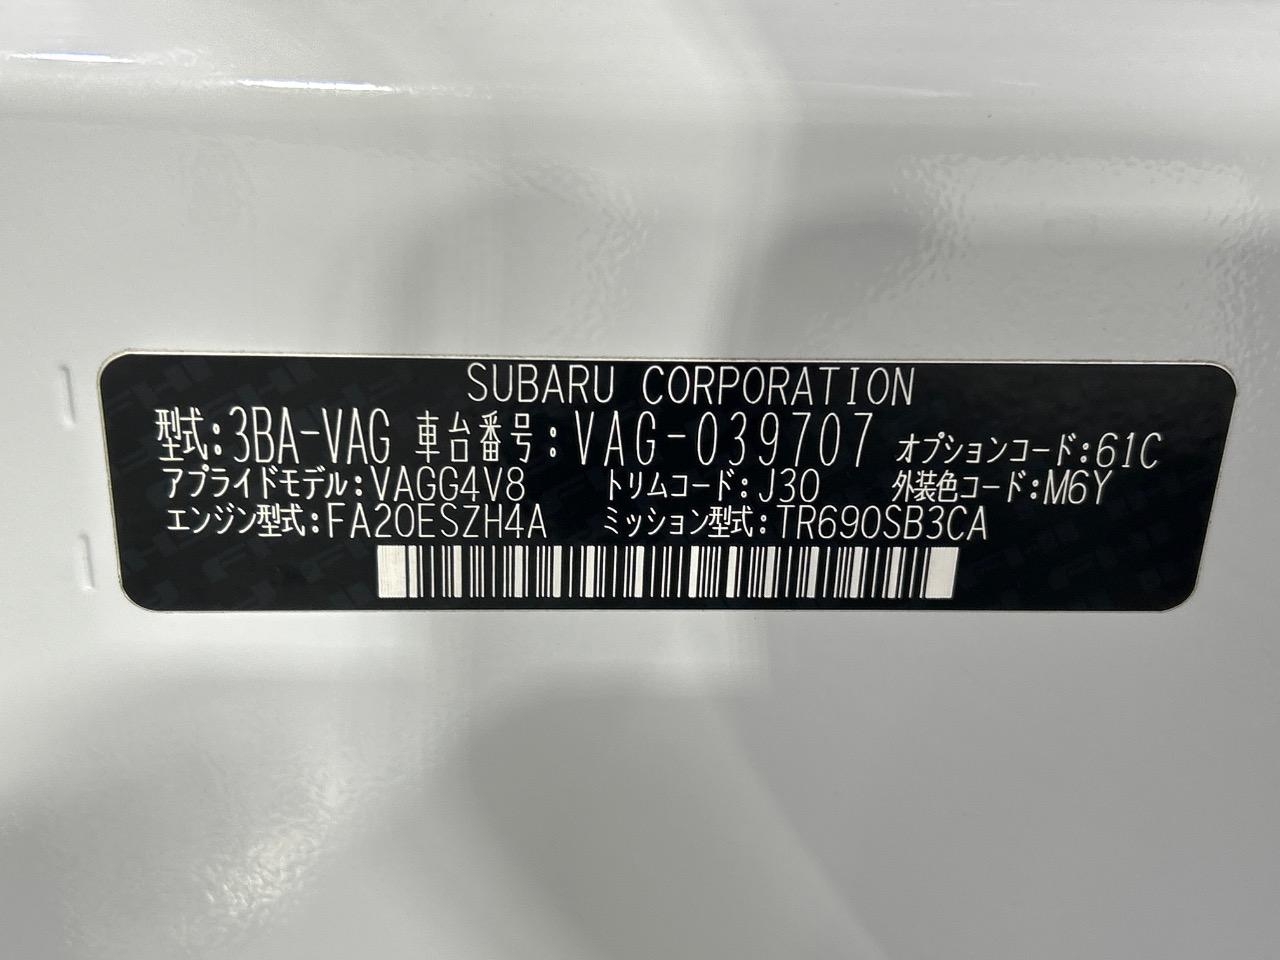 SUBARU CORPORATION
型式:3BA-VAG 車台番号:VAG-039707 オプションコード:61C
アプライドモデル:VAGG4V8 トリムコード:J30 外装色コード:M6Y
エンジン型式:FA20ESZH4A ミッション型式:TR690SB3CA